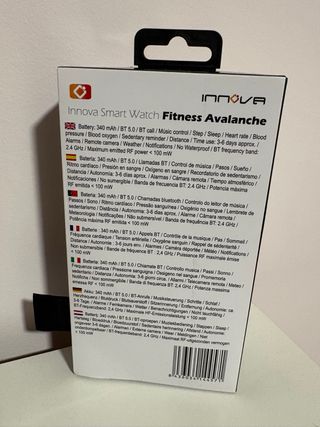 INNOVA
Innova Smart Watch Fitness Avalanche
Battery: 340 mAh / BT 5.0 / BT call / Music control / Step / Sleep / Heart rate / Blood
pressure / Blood oxygen / Sedentary reminder / Distance / Time use: 3-6 days approx. /
Alarms / Remote camera / Weather / Notifications / No Waterproof / BT frequency band:
2.4 GHz / Maximum emitted RF power < 100 mW
Batería: 340 mAh / BT 5.0 / Llamadas BT / Control de música / Pasos / Sueño /
Ritmo cardíaco / Presión en sangre / Oxígeno en sangre / Recordatorio de sedentarismo /
Distancia / Autonomía: 3-6 días aprox. / Alarma / Cámara remota / Tiempo atmosférico /
Notificaciones / No sumergible / Banda de frecuencia BT: 2,4 GHz / Potencia máxima
RF emitida < 100 mW
Bateria: 340 mAh / BT 5.0 / Chamadas bluetooth / Controlo de leitor de música /
Passos / Sono / Ritmo cardíaco / Pressão sanguínea / Oxigénio no sangue / Lembrete de
sedentarismo / Distância / Autonomia: 3-6 dias aprox. / Alarmes / Câmera remota /
Meteorologia / Notificações / Não submersível / Banda de frequência BT: 2,4 GHz /
Potência máxima RF emitida < 100 mW
Batterie: 340 mAh / BT 5.0 / Appels BT / Contrôle de la musique / Pas / Sommeil /
Fréquence cardiaque / Tension artérielle / Oxygène sanguin / Rappel de sédentarité /
Distance / Autonomie : 3-6 jours env. / Alarmes / Caméra à distance / Météo / Notifications /
Non submersible / Bande de fréquence BT: 2,4 GHz / Puissance RF maximale émise
< 100 mW
Batteria: 340 mAh / BT 5.0 / Chiamate BT / Controllo musica / Passi / Sonno /
Frequenza cardiaca / Pressione sanguigna / Ossigeno nel sangue /
Distanza / Autonomia: 3-6 giorni circa / Allarmi / Fotocamera remota / Meteo /
Notifiche / Non sommergibile / Banda di frequenza BT: 2,4 GHz / Potenza massima
emessa RF < 100 mW
Akku: 340 mAh / BT 5.0 / BT-Anrufe / Musiksteuerung / Schritte / Schlaf /
Herzfrequenz / Blutdruck / Blutsauerstoff / Sitzerinnerung / Entfernung / Autonomie: ca.
3-6 Tage / Alarme / Fernkamera / Wetter / Benachrichtigungen / Nicht tauchfähig /
BT-Frequenzband: 2,4 GHz / Maximale HF-Emissionsleistung < 100 mW
Batterij: 340 mAh / BT 5.0 / BT-oproepen / Muziekbediening / Stappen / Slaap /
Hartslag / Bloeddruk / Bloedzuurstof / Sedentaire herinnering / Afstand / Autonomie:
ongeveer 3-6 dagen / Alarmen / Externe camera / Weer / Meldingen / Niet
onderdompelbaar / BT-frequentieband: 2,4 GHz / Maximaal RF-uitgezonden vermogen
< 100 mW